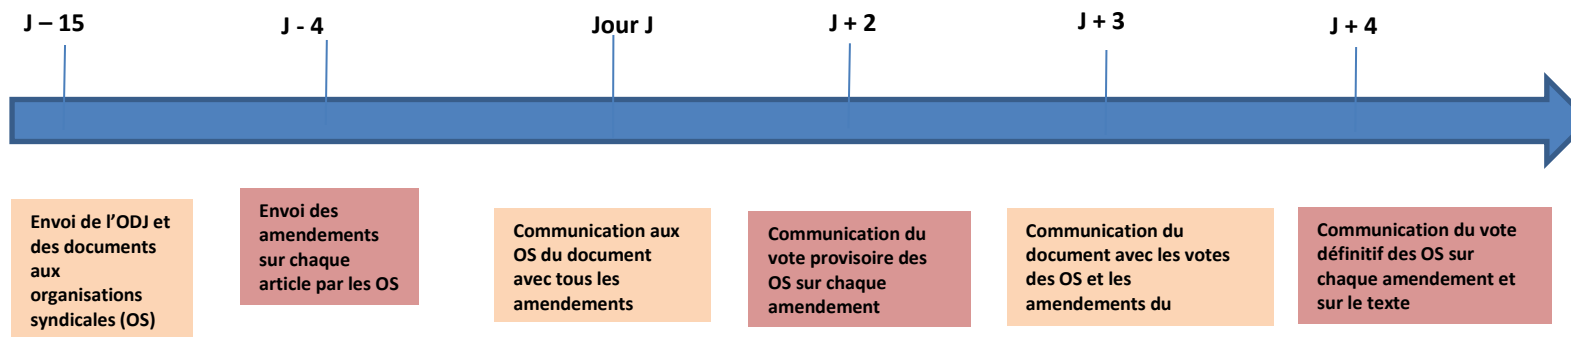 J – 15
J - 4
Jour J
J + 2
J + 3
J + 4
Envoi de l’ODJ et
des documents
aux
organisations
syndicales (OS)
Envoi des
amendements
sur chaque
article par les OS
Communication aux
OS du document
avec tous les
amendements
Communication du
vote provisoire des
OS sur chaque
amendement
Communication du
document avec les votes
des OS et les
amendements du
Communication du vote
définitif des OS sur
chaque amendement et
sur le texte